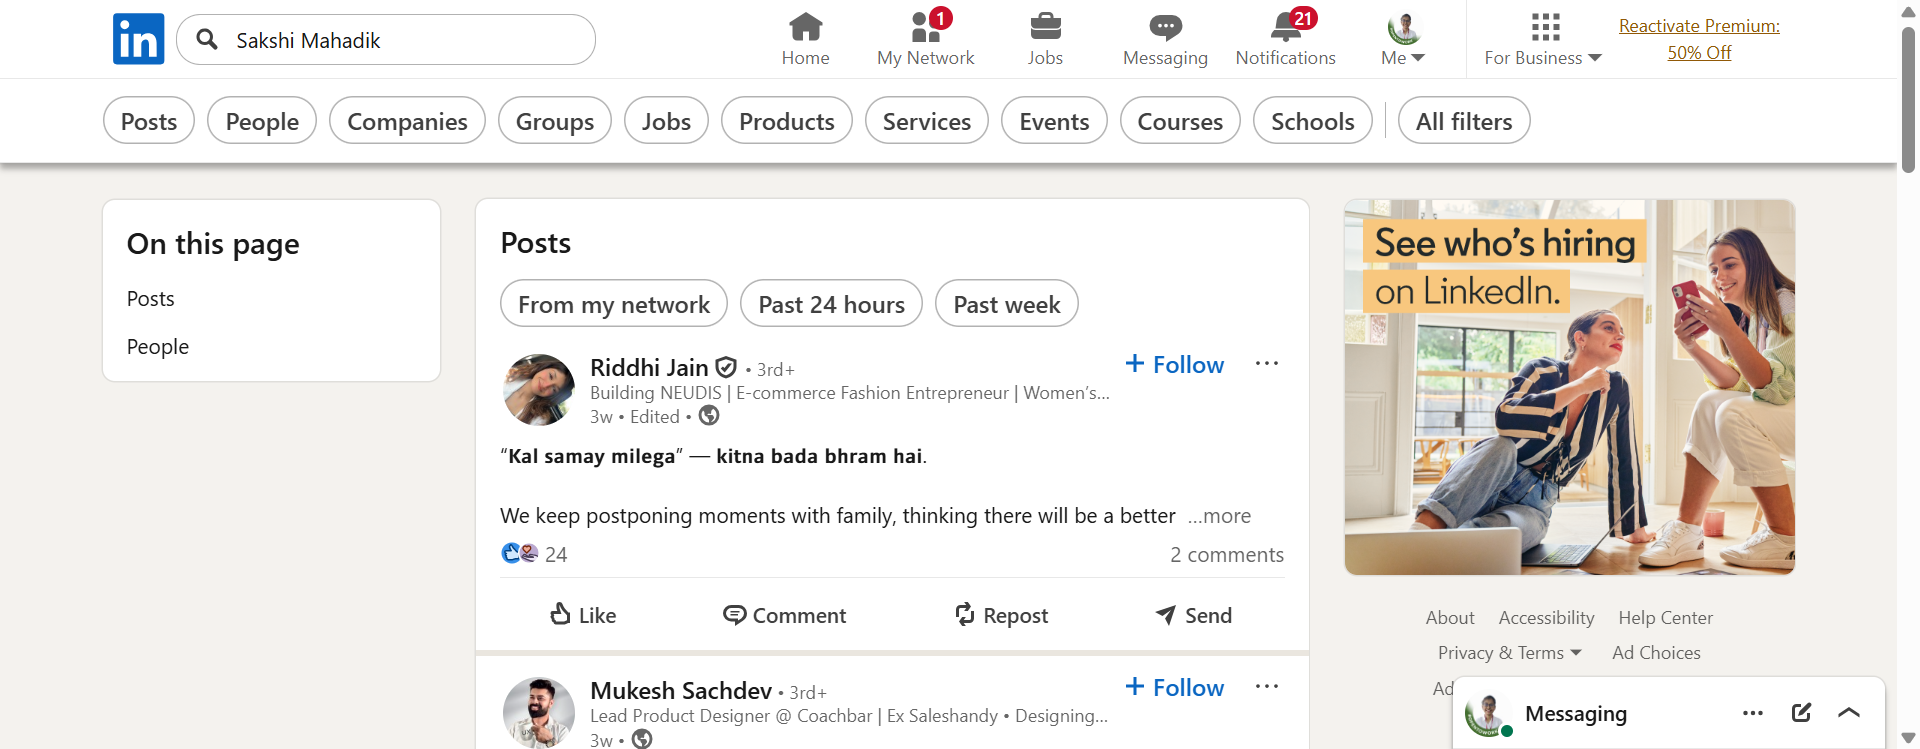 in
Sakshi Mahadik
Home
1
My Network
Jobs
Messaging
21
Notifications
Me
For Business
Reactivate Premium:
50% Off
Posts
People
Companies
Groups
Jobs
Products
Services
Events
Courses
Schools
All filters
On this page
Posts
People
Posts
From my network
Past 24 hours
Past week
Riddhi Jain • 3rd+
+ Follow
Building NEUDIS | E-commerce Fashion Entrepreneur | Women’s...
3w • Edited •
“Kal samay milega” — kitna bada bhram hai.
We keep postponing moments with family, thinking there will be a better ...more
24
2 comments
Like
Comment
Repost
Send
Mukesh Sachdev • 3rd+
+ Follow
Lead Product Designer @ Coachbar | Ex Saleshandy • Designing...
3w •
See who’s hiring
on LinkedIn.
About
Accessibility
Help Center
Privacy & Terms
Ad Choices
Ad
Messaging